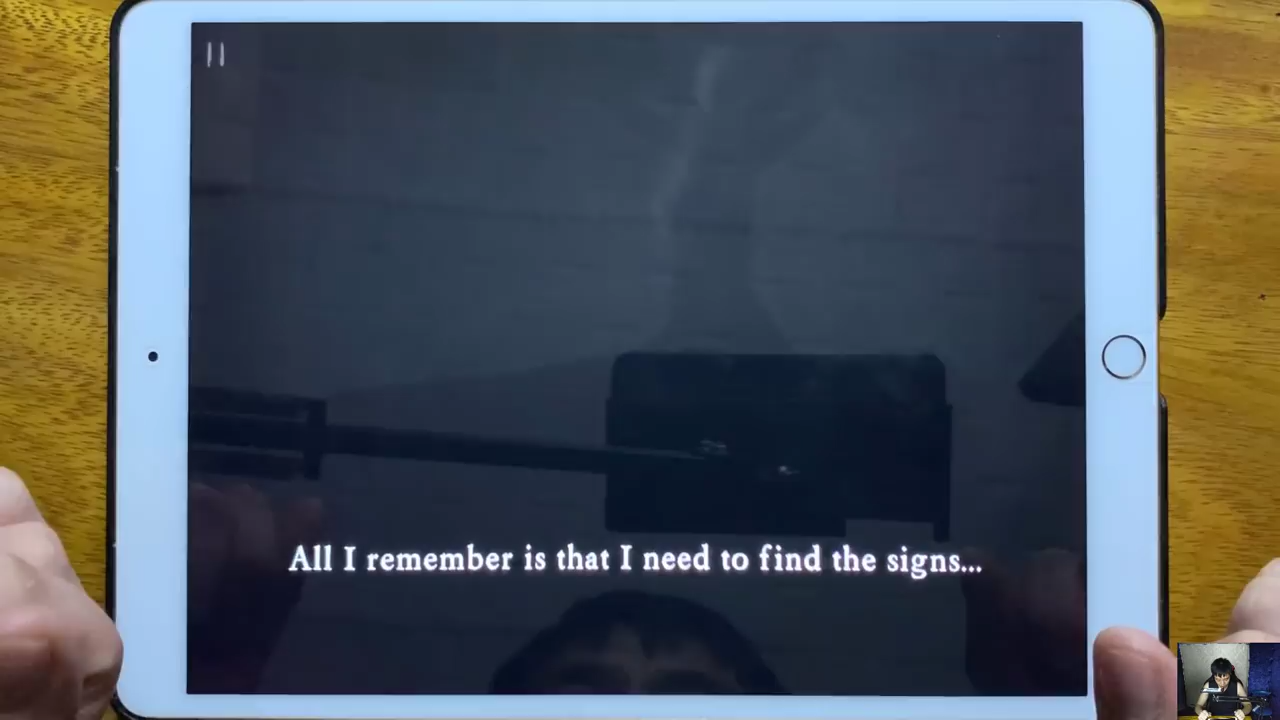 All I remember is that I need to find the signs...